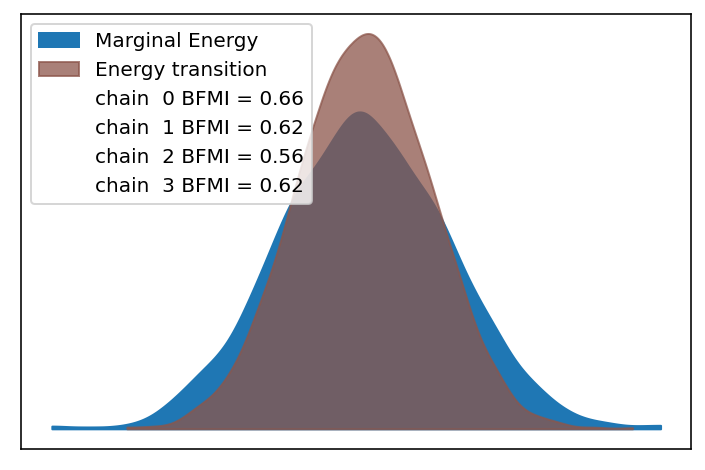 Marginal Energy
Energy transition
chain  0 BFMI = 0.66
chain  1 BFMI = 0.62
chain  2 BFMI = 0.56
chain  3 BFMI = 0.62